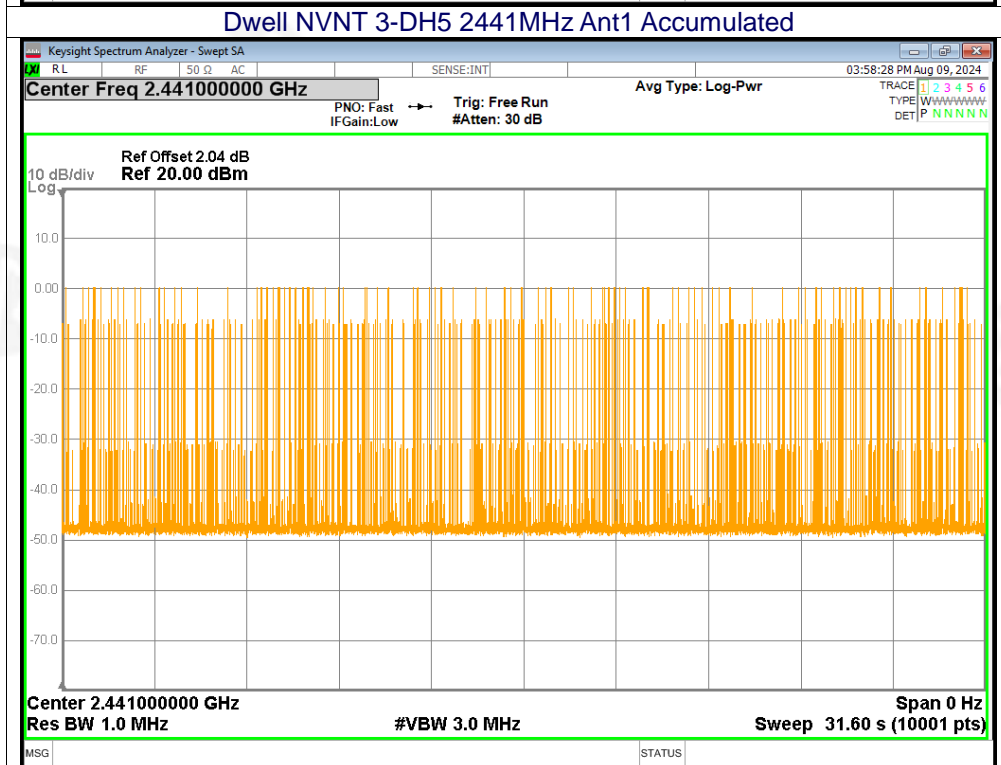 Dwell NVNT 3-DH5 2441MHz Ant1 Accumulated
Keysight Spectrum Analyzer - Swept SA
LXI RL RF 50 Ω AC SENSE:INT 03:58:28 PM Aug 09, 2024
Center Freq 2.441000000 GHz Avg Type: Log-Pwr TRACE 1 2 3 4 5 6
PNO: Fast Trig: Free Run TYPE WWWWWWW
IFGain:Low #Atten: 30 dB DET P N N N N N
Ref Offset 2.04 dB
10 dB/div Ref 20.00 dBm
Log
10.0
0.00
-10.0
-20.0
-30.0
-40.0
-50.0
-60.0
-70.0
Center 2.441000000 GHz Span 0 Hz
Res BW 1.0 MHz #VBW 3.0 MHz Sweep 31.60 s (10001 pts)
MSG STATUS